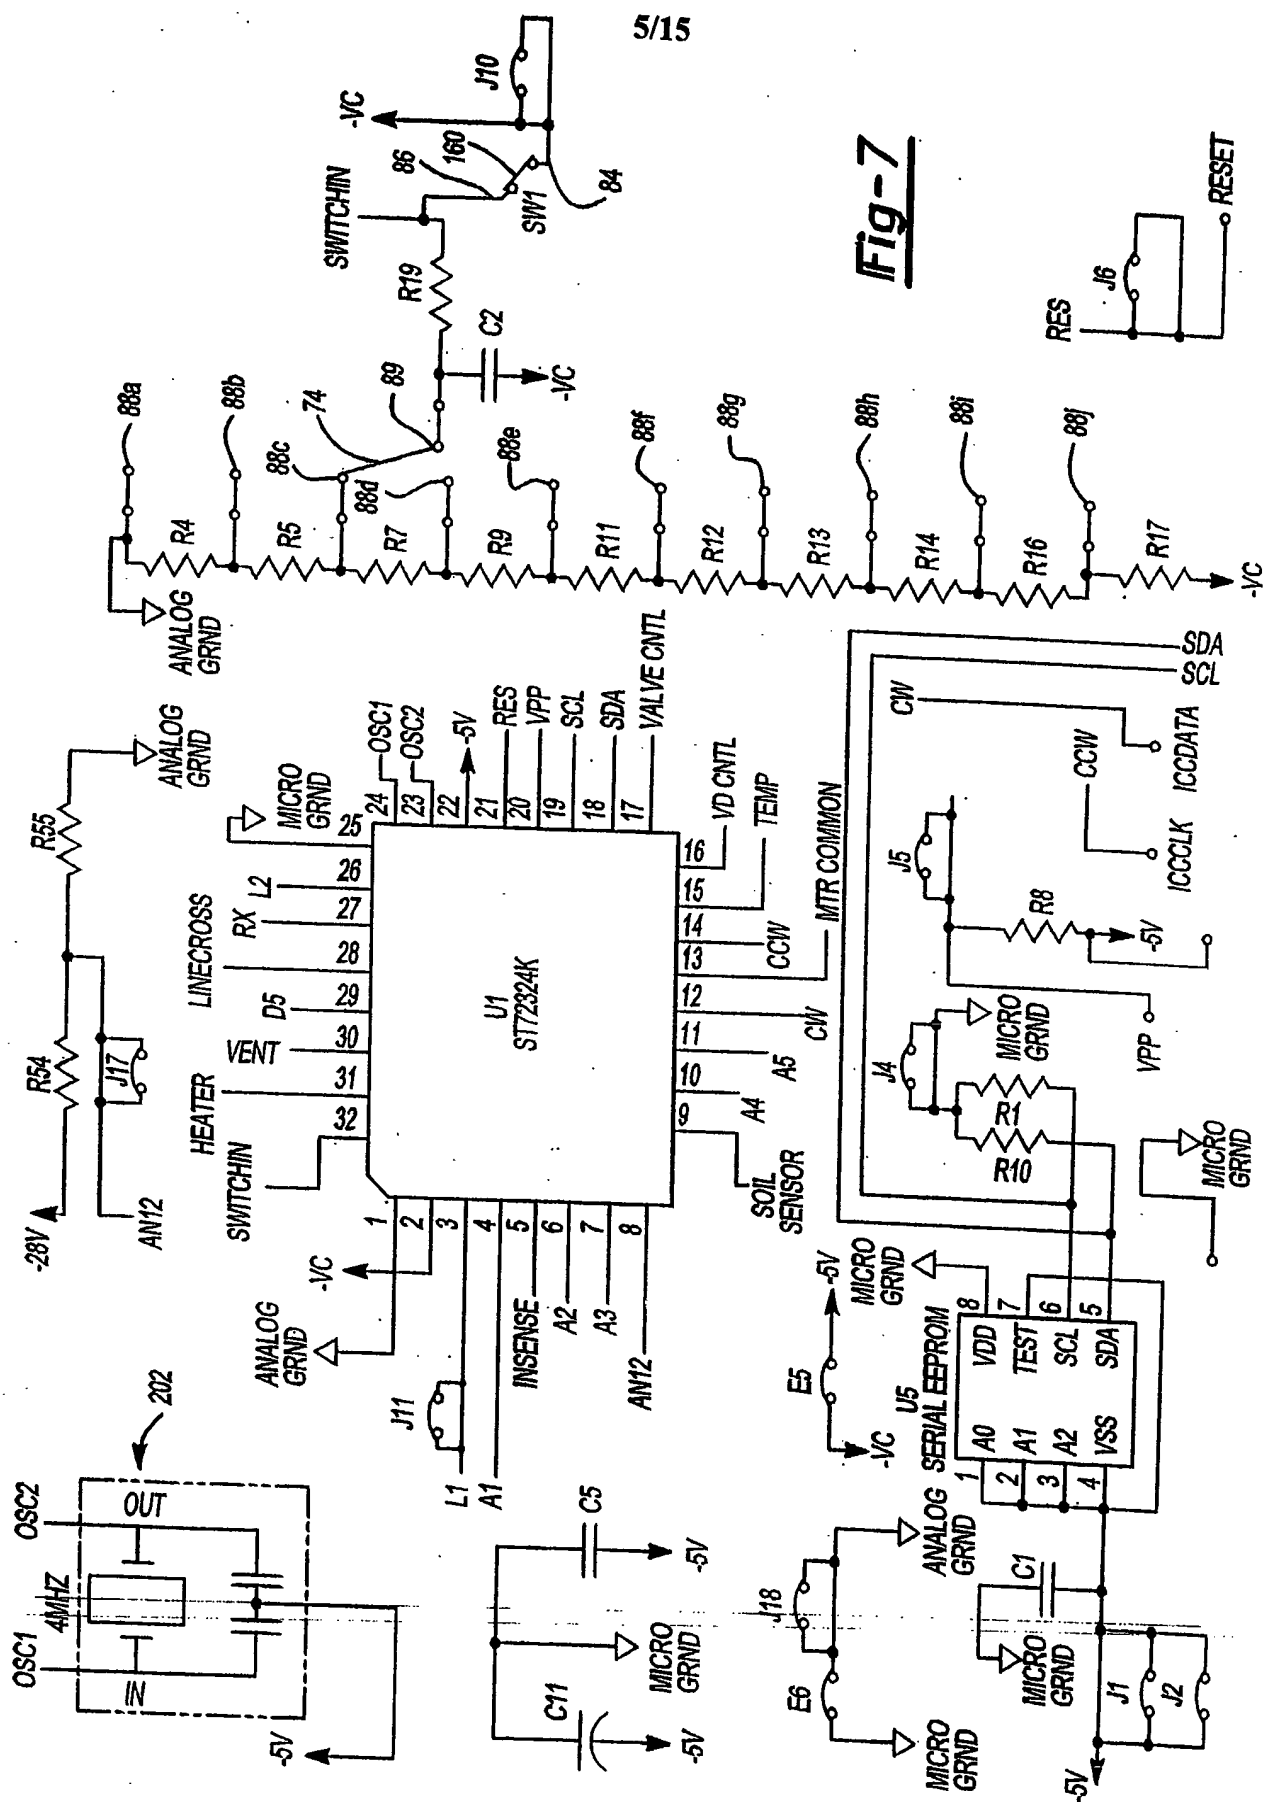 5/15
OSC1
OSC2
4MHZ
IN
OUT
202
-5V
-28V
R54
R55
ANALOG
GRND
J17
AN12
ANALOG
GRND
88a
R4
88b
R5
88c
74
R7
88d
89
R9
88e
R11
88f
R12
88g
R13
88h
R14
88i
R16
88j
R17
-VC
C2
-VC
R19
SWITCHIN
86
160
SW1
84
-VC
J10
SWITCHIN
HEATER
VENT
D5
LINECROSS
RX
L2
MICRO
GRND
32
31
30
29
28
27
26
25
U1
ST72324K
ANALOG
GRND
-VC
J11
L1
A1
INSENSE
A2
A3
AN12
1
2
3
4
5
6
7
8
24
23
22
21
20
19
18
17
OSC1
OSC2
-5V
RES
VPP
SCL
SDA
VALVE CNTL
9
10
11
12
13
14
15
16
SOIL
SENSOR
A4
A5
CW
MTR COMMON
CCW
TEMP
VD CNTL
C11
-5V
MICRO
GRND
C5
-5V
E6
MICRO
GRND
J18
ANALOG
GRND
E5
-VC
-5V
MICRO
GRND
U5
SERIAL EEPROM
1
2
3
4
A0
A1
A2
VSS
VDD
TEST
SCL
SDA
8
7
6
5
C1
MICRO
GRND
J1
J2
-5V
R10
R1
J4
MICRO
GRND
MICRO
GRND
J5
R8
-5V
VPP
CCW
ICCCLK
CW
ICCDATA
SCL
SDA
RES
J6
RESET
Fig-7